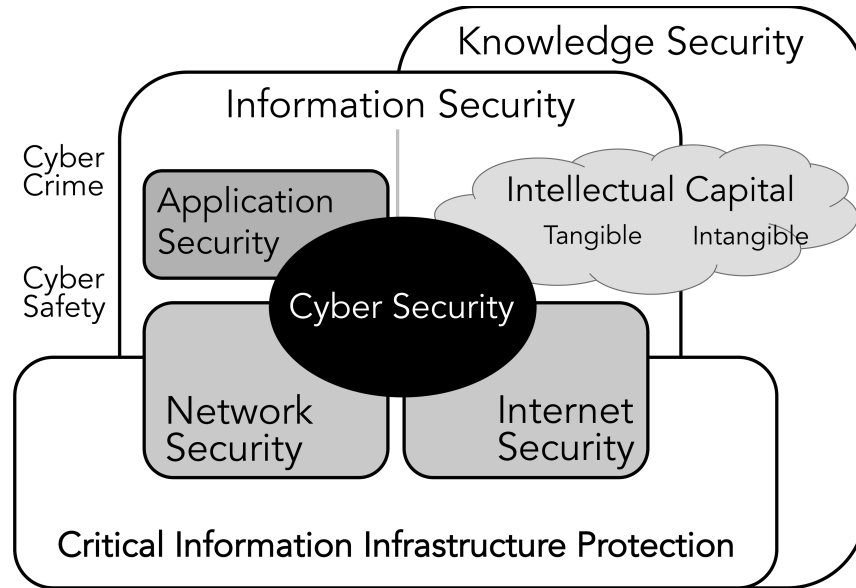 Knowledge Security
Information Security
Cyber
Crime
Application
Security
Intellectual Capital
Tangible Intangible
Cyber
Safety
Cyber Security
Network
Security
Internet
Security
Critical Information Infrastructure Protection